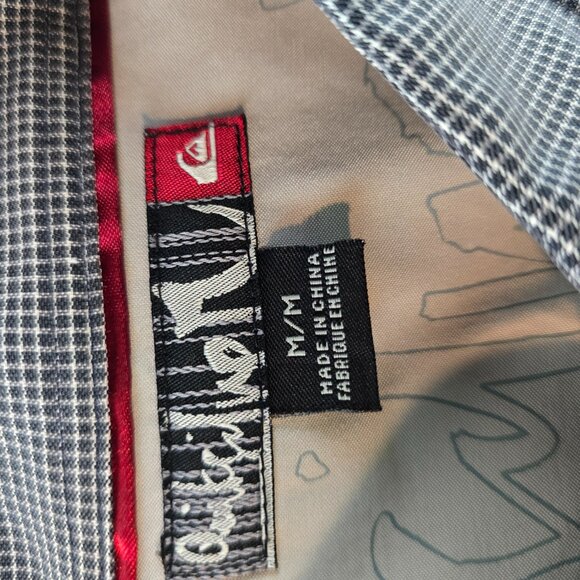 Quiksilver
M/M
MADE IN CHINA
FABRIQUE EN CHINE